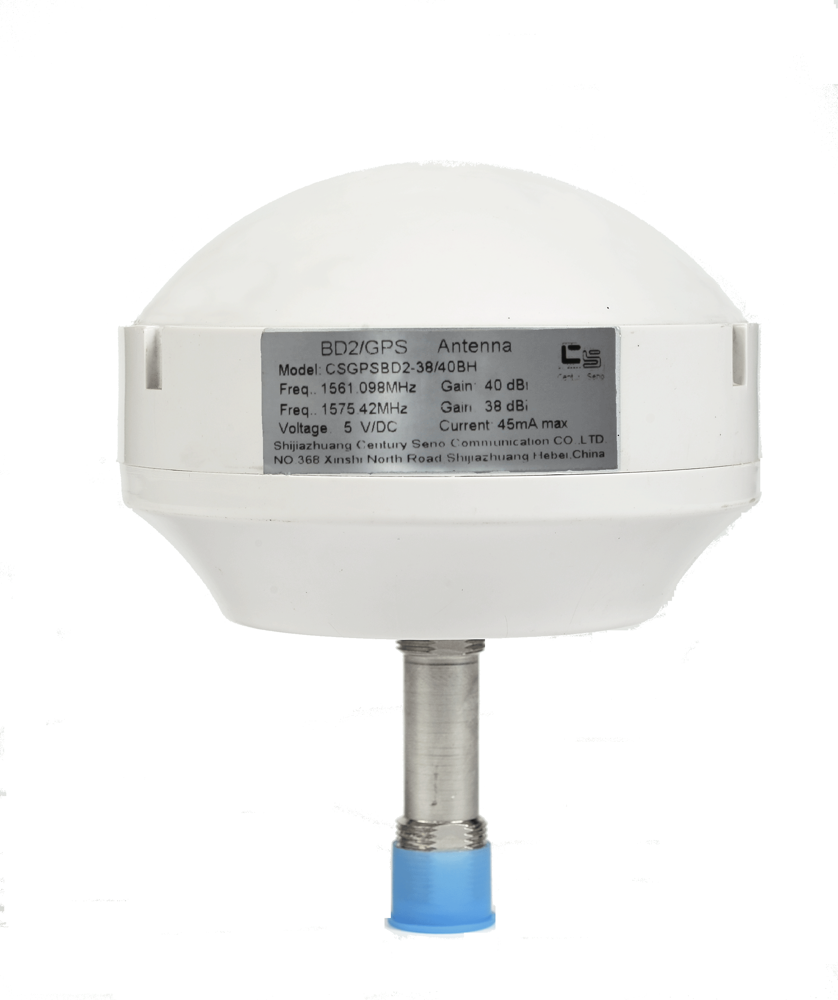 BD2/GPS Antenna
Model: CSGPSBD2-38/40BH
Freq.. 1561.098MHz Gain: 40 dBi
Freq.. 1575.42MHz Gain 38 dBi
Voltage. 5 V/DC Current: 45mA max
Shijiazhuang Century Seno Communication CO.,LTD.
NO.368 Xinshi North Road Shijiazhuang Hebei,China
Cs
Century Seno